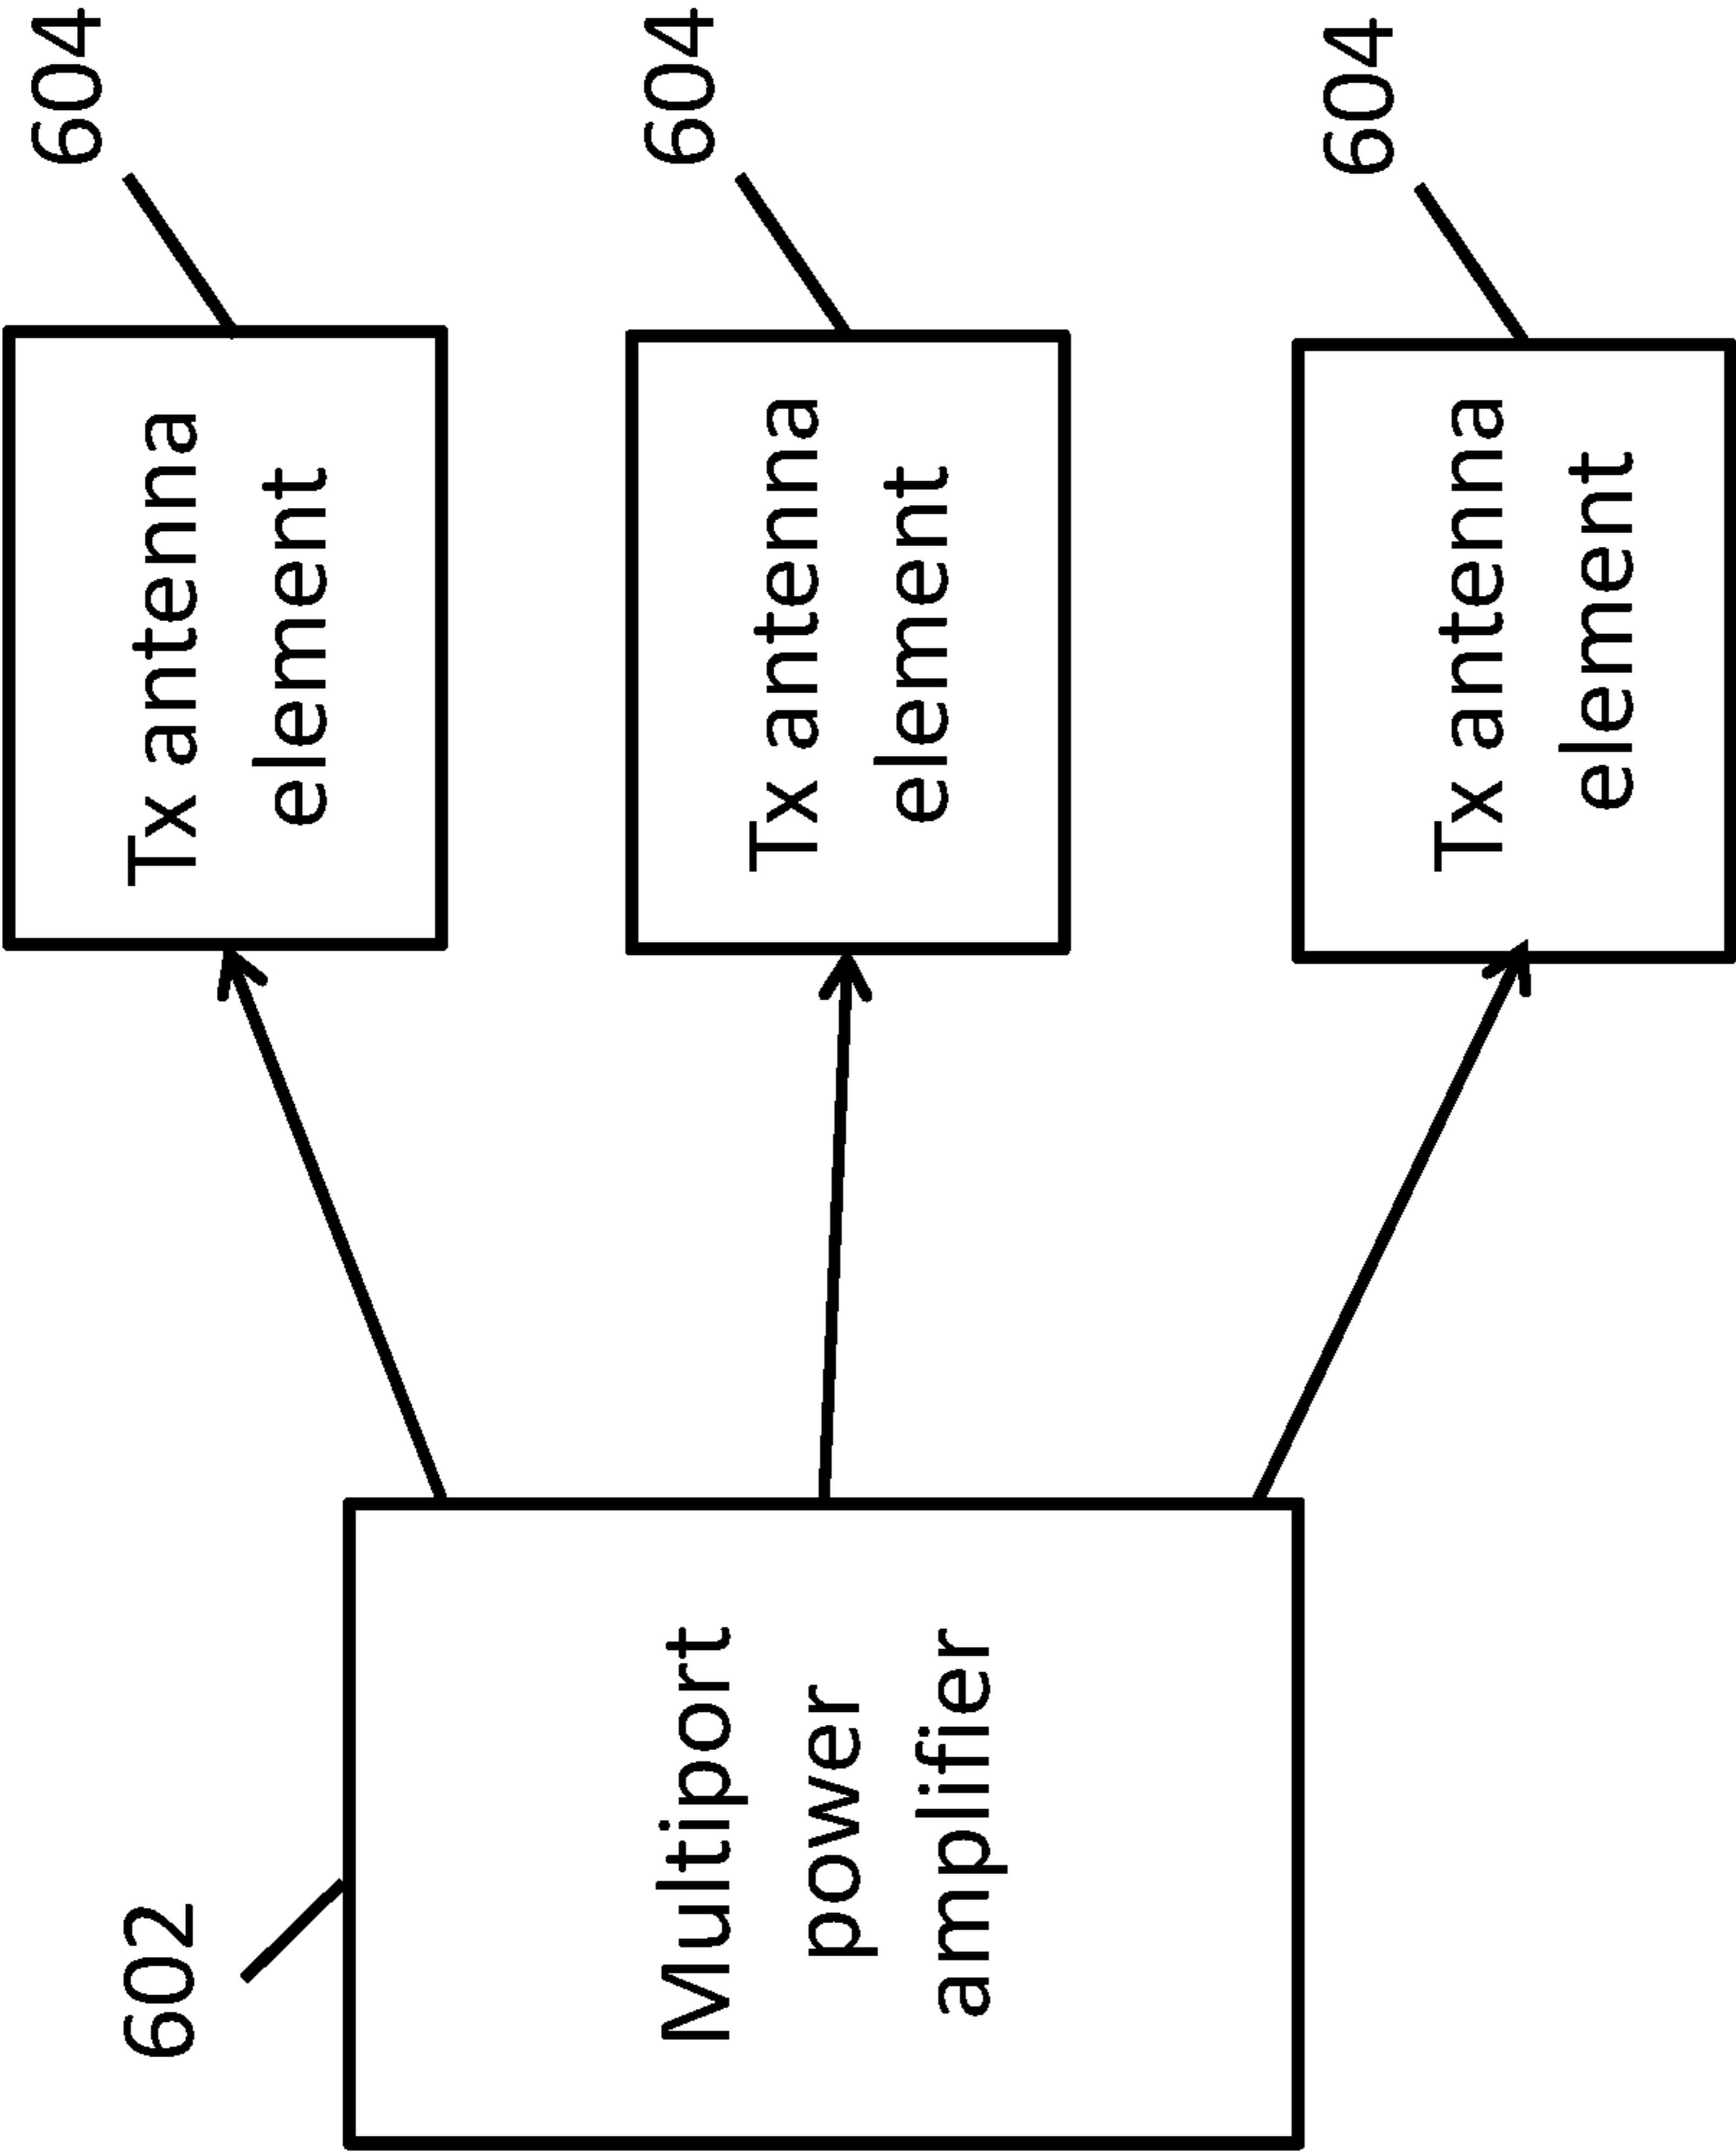 602
Multiport
power
amplifier
Tx antenna
element
604
Tx antenna
element
604
Tx antenna
element
604